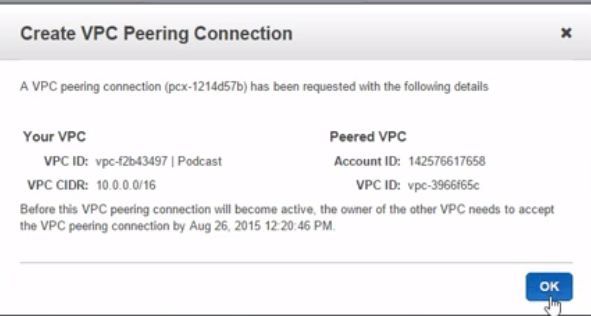 Create VPC Peering Connection
A VPC peering connection (pcx-1214d57b) has been requested with the following details
Your VPC
Peered VPC
VPC ID: vpc-f2b43497 | Podcast
Account ID: 142576617658
VPC CIDR: 10.0.0.0/16
VPC ID: vpc-3966f65c
Before this VPC peering connection will become active, the owner of the other VPC needs to accept
the VPC peering connection by Aug 26, 2015 12:20:46 PM.
OK